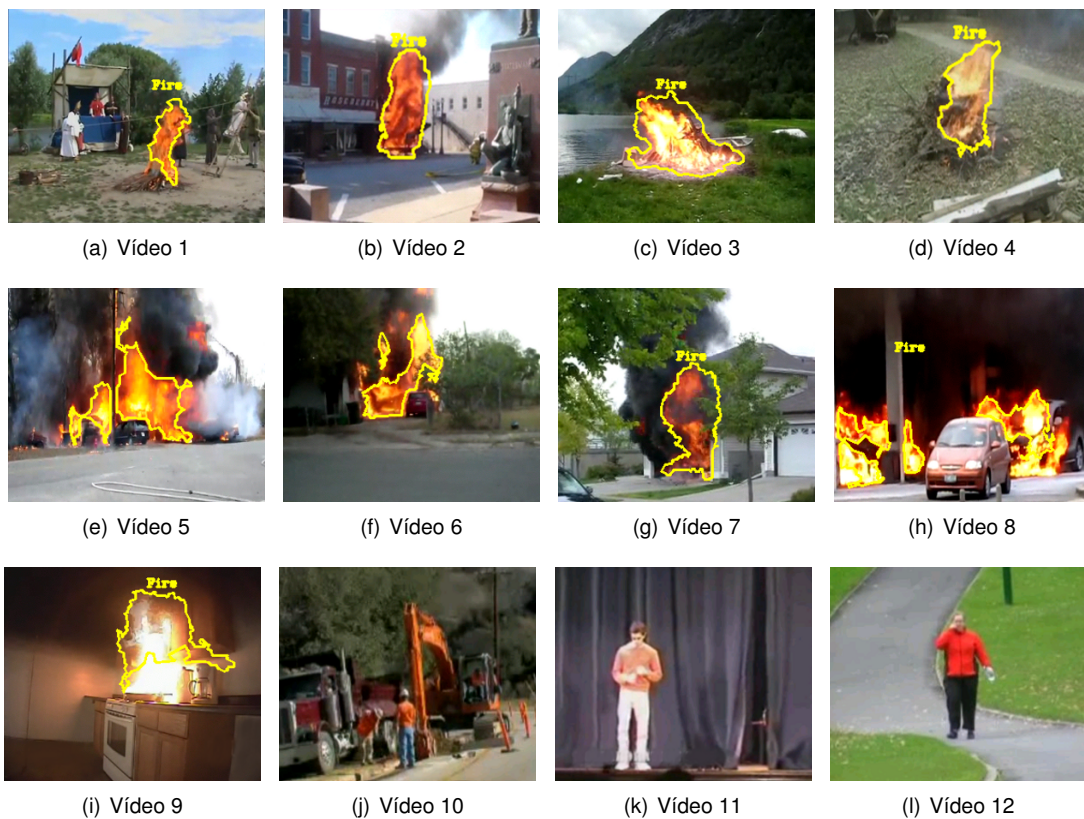 Fire
Fire
Fire
Fire
(a) Vídeo 1
(b) Vídeo 2
(c) Vídeo 3
(d) Vídeo 4
Fire
Fire
(e) Vídeo 5
(f) Vídeo 6
(g) Vídeo 7
(h) Vídeo 8
Fire
(i) Vídeo 9
(j) Vídeo 10
(k) Vídeo 11
(l) Vídeo 12